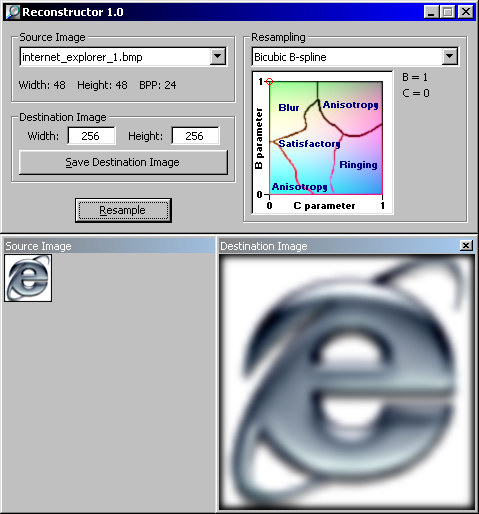 Reconstructor 1.0
Source Image
internet_explorer_1.bmp
Width: 48 Height: 48 BPP: 24
Destination Image
Width: 256 Height: 256
Save Destination Image
Resample
Resampling
Bicubic B-spline
B = 1
C = 0
1
Blur
Anisotropy
Satisfactory
Ringing
Anisotropy
B parameter
0
0 C parameter 1
Source Image
Destination Image